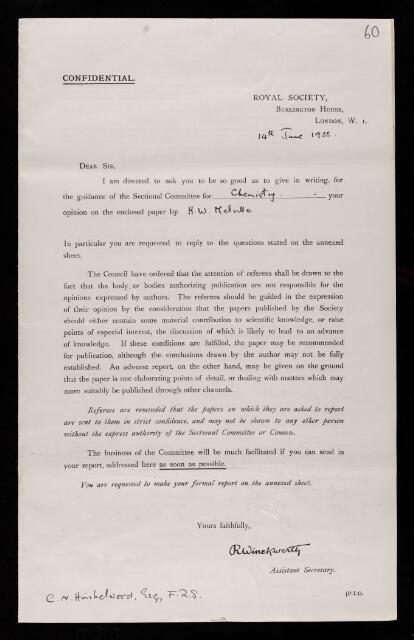 60
CONFIDENTIAL.
ROYAL SOCIETY,
BURLINGTON HOUSE,
LONDON, W. 1.
14th June 1933.
DEAR SIR,
I am directed to ask you to be so good as to give in writing, for
the guidance of the Sectional Committee for Chemistry - your
opinion on the enclosed paper by H. W. Melville
In particular you are requested to reply to the questions stated on the annexed
sheet.
The Council have ordered that the attention of referees shall be drawn to the
fact that the body, or bodies authorizing publication are not responsible for the
opinions expressed by authors. The referees should be guided in the expression
of their opinion by the consideration that the papers published by the Society
should either contain some material contribution to scientific knowledge, or raise
points of especial interest, the discussion of which is likely to lead to an advance
of knowledge. If these conditions are fulfilled, the paper may be recommended
for publication, although the conclusions drawn by the author may not be fully
established. An adverse report, on the other hand, may be given on the ground
that the paper is one elaborating points of detail, or dealing with matters which may
more suitably be published through other channels.
Referees are reminded that the papers on which they are asked to report
are sent to them in strict confidence, and may not be shown to any other person
without the express authority of the Sectional Committee or Council.
The business of the Committee will be much facilitated if you can send in
your report, addressed here as soon as possible.
You are requested to make your formal report on the annexed sheet.
Yours faithfully,
R Winckworth
Assistant Secretary.
C. N. Hinshelwood, Esq, F.R.S.
[P.T.O.